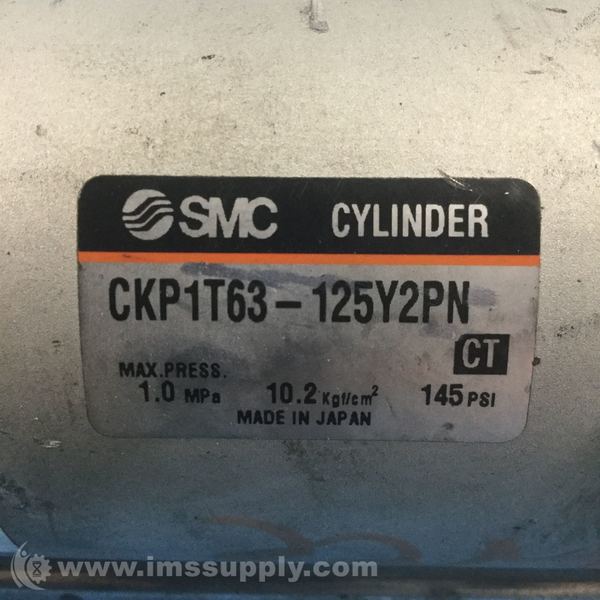 SMC CYLINDER
CKP1T63-125Y2PN
CT
MAX.PRESS.
1.0 MPa 10.2 Kgf/cm² 145 PSI
MADE IN JAPAN
© www.imssupply.com